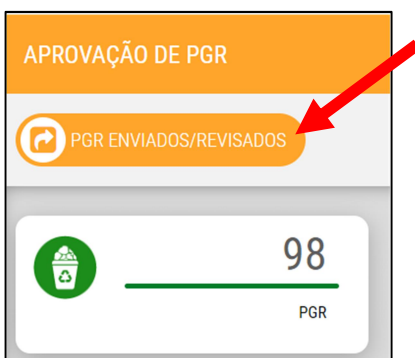 APROVAÇÃO DE PGR
PGR ENVIADOS/REVISADOS
98
PGR